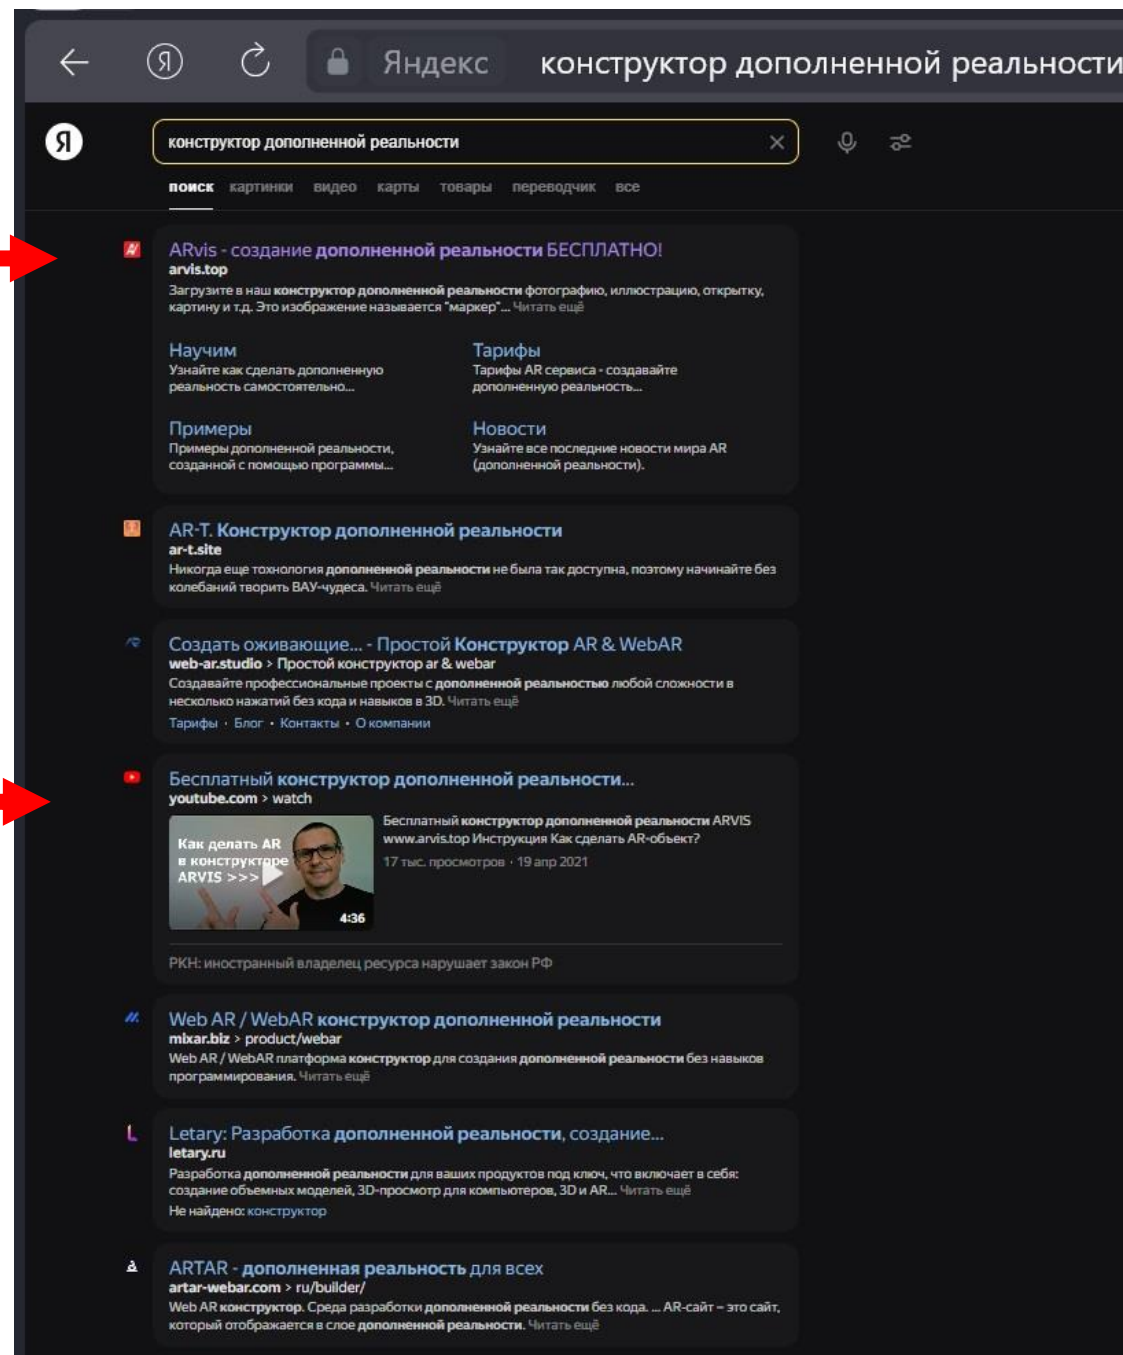 Яндекс конструктор дополненной реальности
Я
конструктор дополненной реальности
поиск картинки видео карты товары переводчик все
ARvis - создание дополненной реальности БЕСПЛАТНО!
arvis.top
Загрузите в наш конструктор дополненной реальности фотографию, иллюстрацию, открытку,
картину и т.д. Это изображение называется "маркер"... Читать ещё
Научим
Узнайте как сделать дополненную
реальность самостоятельно...
Тарифы
Тарифы AR сервиса - создавайте
дополненную реальность...
Примеры
Примеры дополненной реальности,
созданной с помощью программы...
Новости
Узнайте все последние новости мира AR
(дополненной реальности).
AR-T. Конструктор дополненной реальности
ar-t.site
Никогда еще тохнология дополненной реальности не была так доступна, поэтому начинайте без
колебаний творить ВАУ-чудеса. Читать ещё
Создать оживающие... - Простой Конструктор AR & WebAR
web-ar.studio › Простой конструктор ar & webar
Создавайте профессиональные проекты с дополненной реальностью любой сложности в
несколько нажатий без кода и навыков в 3D. Читать ещё
Тарифы · Блог · Контакты · О компании
Бесплатный конструктор дополненной реальности...
youtube.com › watch
Как делать AR
в конструкторе
ARVIS >>>
4:36
Бесплатный конструктор дополненной реальности ARVIS
www.arvis.top Инструкция Как сделать AR-объект?
17 тыс. просмотров · 19 апр 2021
РКН: иностранный владелец ресурса нарушает закон РФ
Web AR / WebAR конструктор дополненной реальности
mixar.biz › product/webar
Web AR / WebAR платформа конструктор для создания дополненной реальности без навыков
программирования. Читать ещё
Letary: Разработка дополненной реальности, создание...
letary.ru
Разработка дополненной реальности для ваших продуктов под ключ, что включает в себя:
создание объемных моделей, 3D-просмотр для компьютеров, 3D и AR... Читать ещё
Не найдено: конструктор
ARTAR - дополненная реальность для всех
artar-webar.com › ru/builder/
Web AR конструктор. Среда разработки дополненной реальности без кода. ... AR-сайт – это сайт,
который отображается в слое дополненной реальности. Читать ещё